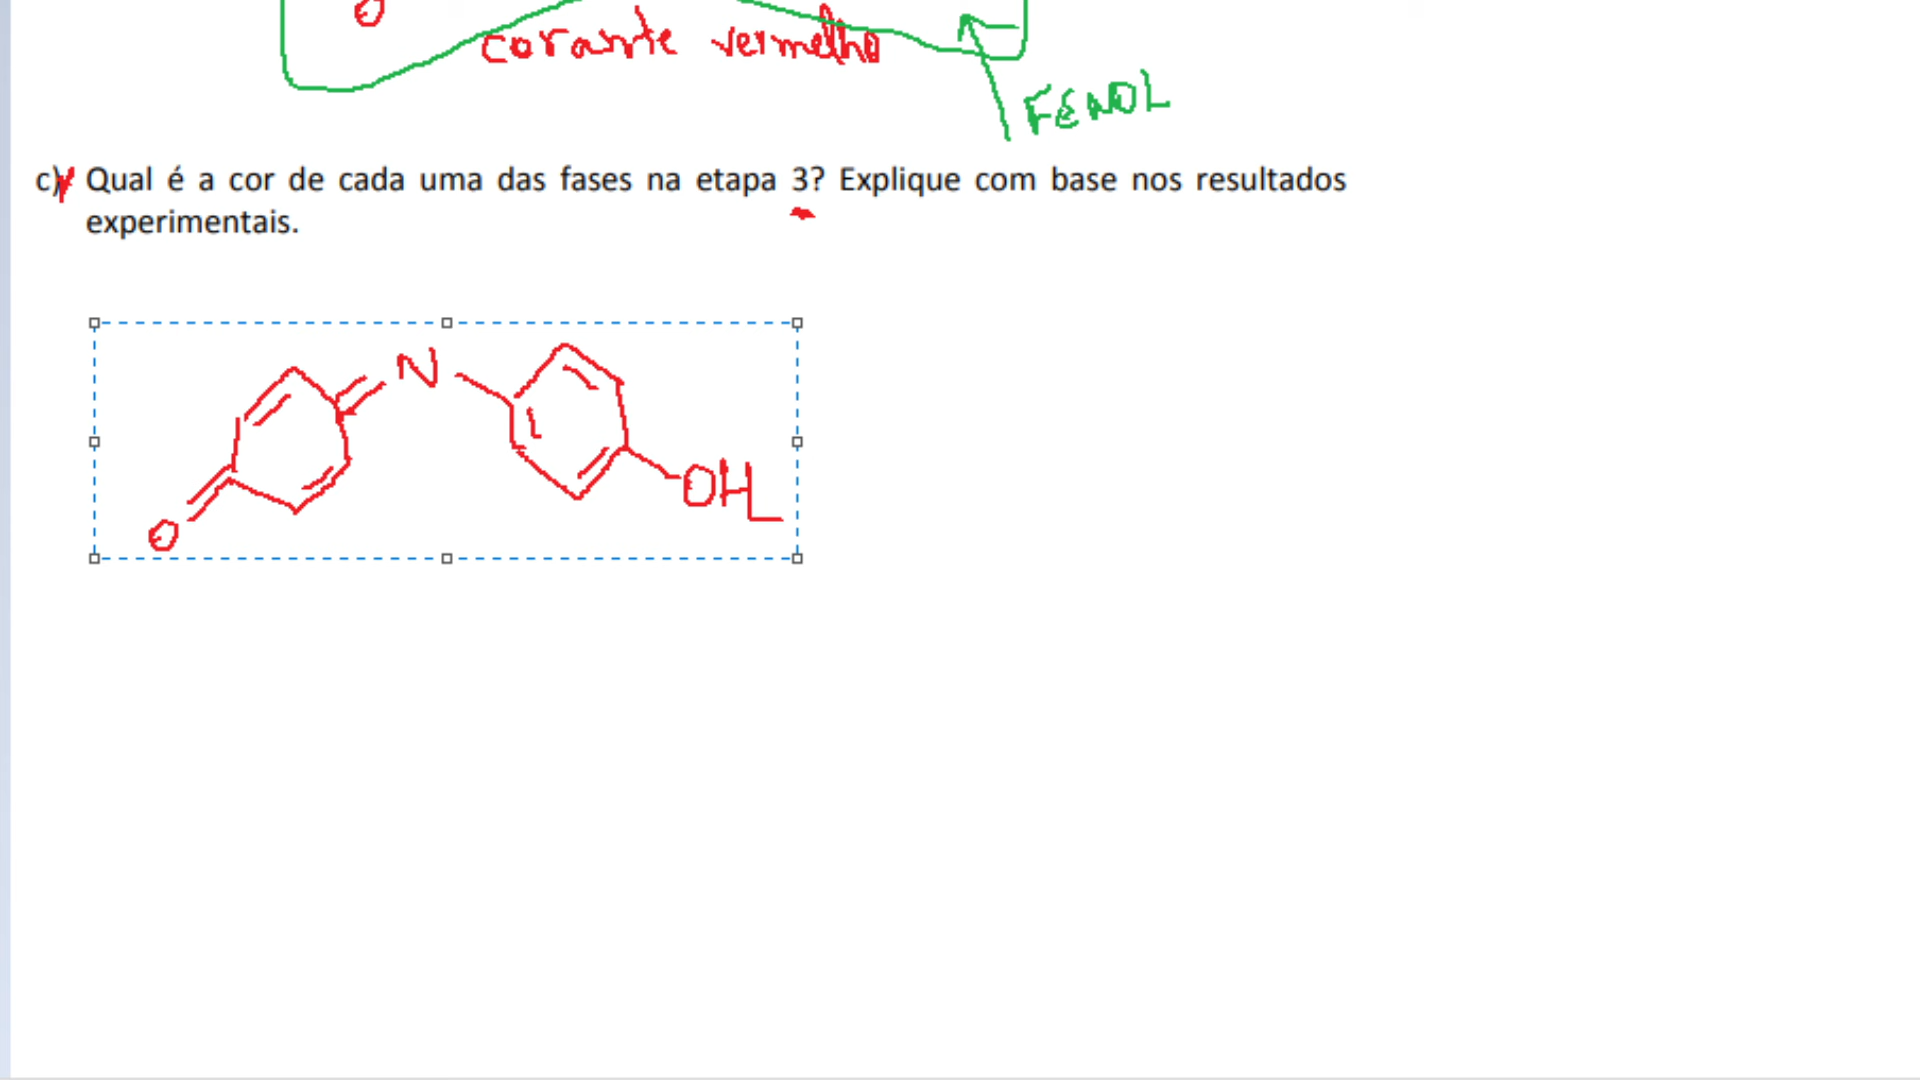 O
corante vermelho
FENOL
c) Qual é a cor de cada uma das fases na etapa 3? Explique com base nos resultados
experimentais.
N
OH
O